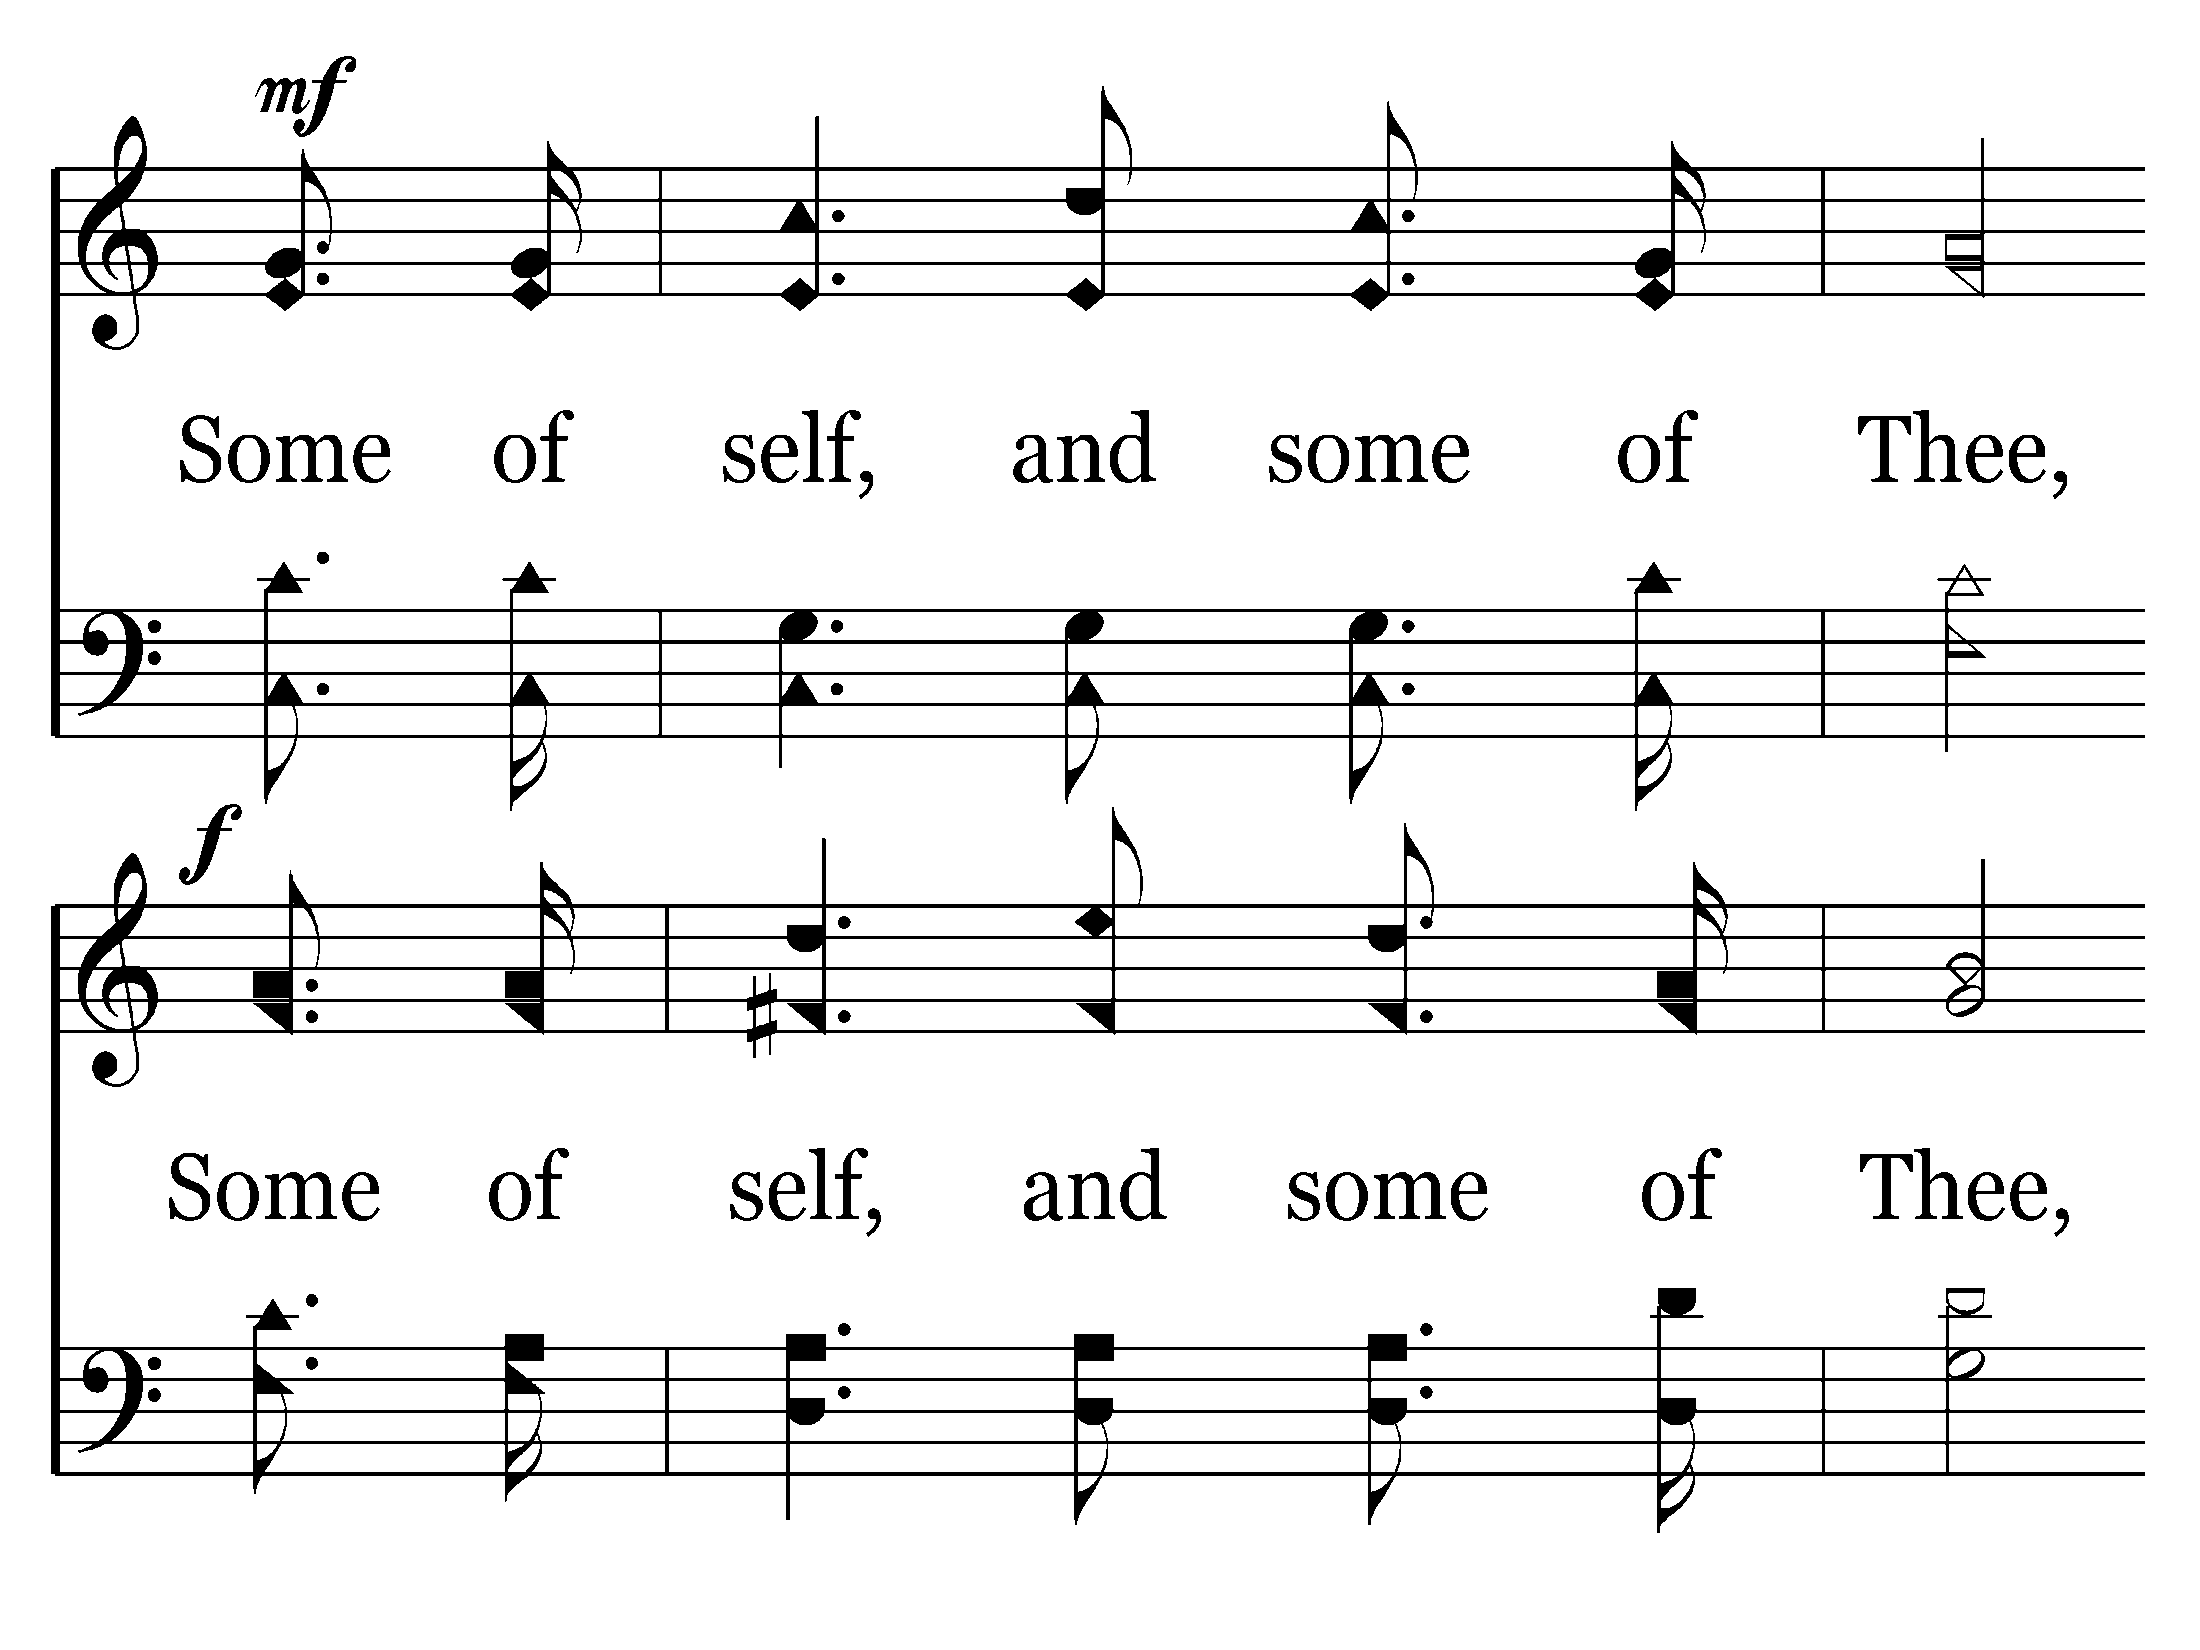 mf
Some of self, and some of Thee,
f
Some of self, and some of Thee,